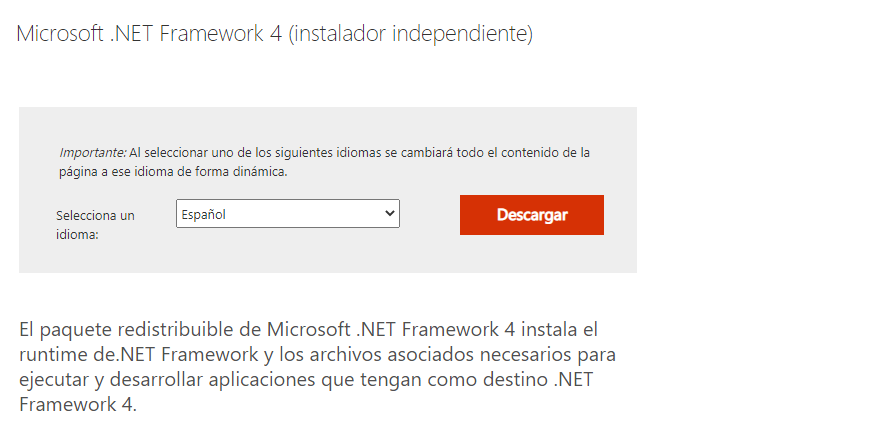 Microsoft .NET Framework 4 (instalador independiente)
Importante: Al seleccionar uno de los siguientes idiomas se cambiará todo el contenido de la
página a ese idioma de forma dinámica.
Selecciona un
idioma:
Español
Descargar
El paquete redistribuible de Microsoft .NET Framework 4 instala el
runtime de.NET Framework y los archivos asociados necesarios para
ejecutar y desarrollar aplicaciones que tengan como destino .NET
Framework 4.